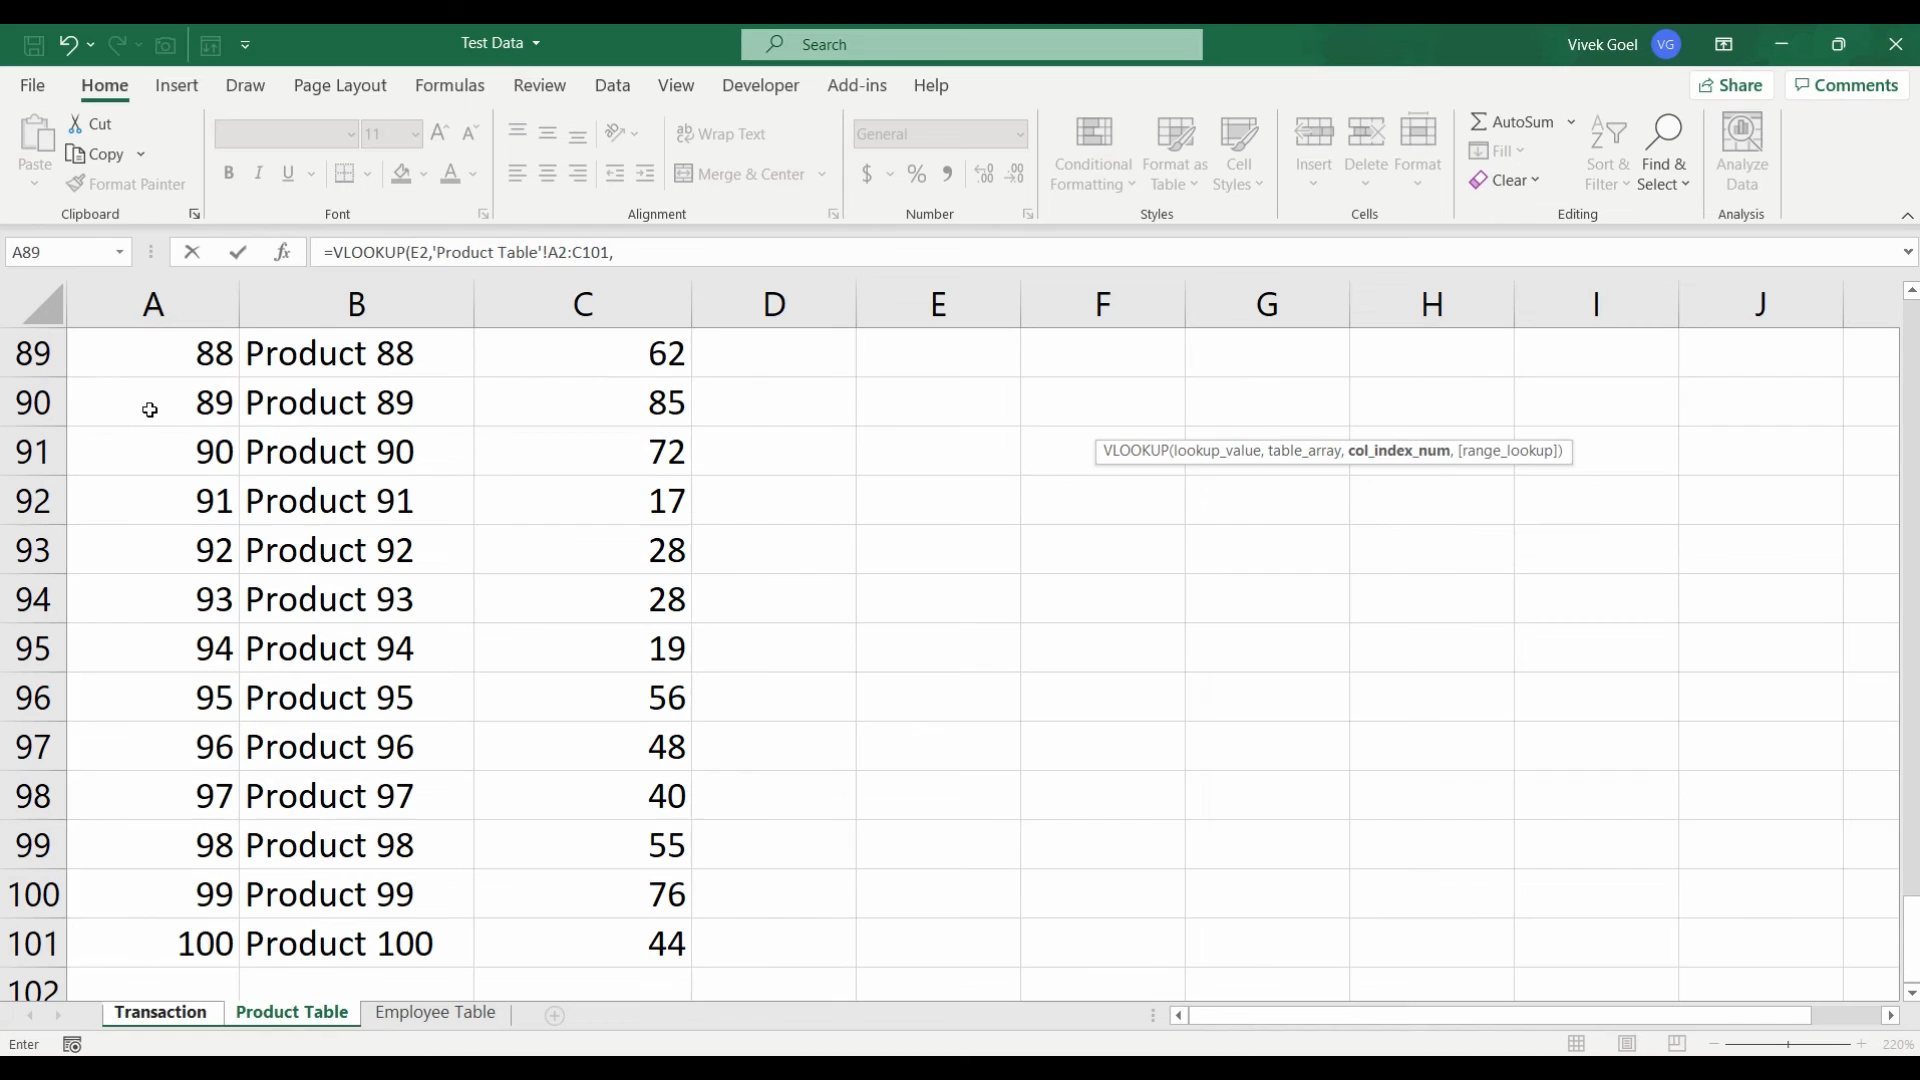 Test Data
Search
Vivek Goel VG
File Home Insert Draw Page Layout Formulas Review Data View Developer Add-ins Help Share Comments
Paste
Cut
Copy
Format Painter
Clipboard
11
B I U
Font
Wrap Text
Merge & Center
Alignment
General
$ % ,
Number
Conditional Formatting
Format as Table
Cell Styles
Styles
Insert
Delete
Format
Cells
AutoSum
Fill
Clear
Sort & Filter
Find & Select
Editing
Analyze Data
Analysis
A89 fx =VLOOKUP(E2,'Product Table'!A2:C101,
A B C D E F G H I J
89 88 Product 88 62
90 89 Product 89 85
91 90 Product 90 72
VLOOKUP(lookup_value, table_array, col_index_num, [range_lookup])
92 91 Product 91 17
93 92 Product 92 28
94 93 Product 93 28
95 94 Product 94 19
96 95 Product 95 56
97 96 Product 96 48
98 97 Product 97 40
99 98 Product 98 55
100 99 Product 99 76
101 100 Product 100 44
102
Transaction Product Table Employee Table
Enter 220%